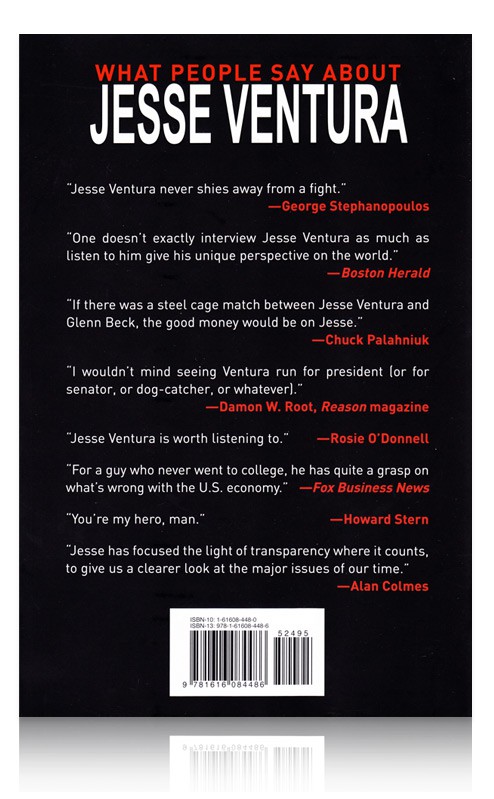 WHAT PEOPLE SAY ABOUT
JESSE VENTURA
“Jesse Ventura never shies away from a fight.”
—George Stephanopoulos
“One doesn’t exactly interview Jesse Ventura as much as
listen to him give his unique perspective on the world.”
—Boston Herald
“If there was a steel cage match between Jesse Ventura and
Glenn Beck, the good money would be on Jesse.”
—Chuck Palahniuk
“I wouldn’t mind seeing Ventura run for president (or for
senator, or dog-catcher, or whatever).”
—Damon W. Root, Reason magazine
“Jesse Ventura is worth listening to.” —Rosie O’Donnell
“For a guy who never went to college, he has quite a grasp on
what’s wrong with the U.S. economy.” —Fox Business News
“You’re my hero, man.” —Howard Stern
“Jesse has focused the light of transparency where it counts,
to give us a clearer look at the major issues of our time.”
—Alan Colmes
ISBN-10: 1-61608-448-0
ISBN-13: 978-1-61608-448-6
52495
9 781616 084486